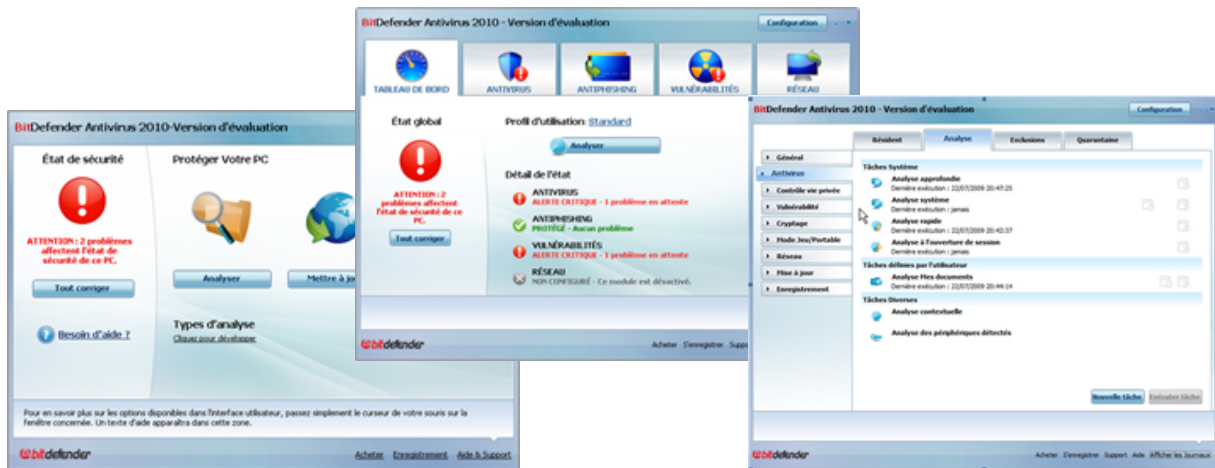 BitDefender Antivirus 2010-Version d'évaluation
État de sécurité
Protéger Votre PC
ATTENTION : 2 problèmes
affectent l'état de
sécurité de ce PC.
Tout corriger
Analyser
Mettre à jo
Besoin d'aide ?
Types d'analyse
Cliquez pour développer
Pour en savoir plus sur les options disponibles dans l'interface utilisateur, passez simplement le curseur de votre souris sur la
fenêtre concernée. Un texte d'aide apparaîtra dans cette zone.
bitdefender
Acheter Enregistrement Aide & Support
BitDefender Antivirus 2010 - Version d'évaluation
Configuration
TABLEAU DE BORD
ANTIVIRUS
ANTIPHISHING
VULNÉRABILITÉS
RÉSEAU
État global
Profil d'utilisation: Standard
Analyser
ATTENTION : 2
problèmes affectent
l'état de sécurité de ce
PC.
Tout corriger
Détail de l'état
ANTIVIRUS
ALERTE CRITIQUE - 1 problème en attente
ANTIPHISHING
PROTÉGÉ - Aucun problème
VULNÉRABILITÉS
ALERTE CRITIQUE - 1 problème en attente
RÉSEAU
NON CONFIGURÉ - Ce module est désactivé.
bitdefender
Acheter S'enregistrer Suppo
BitDefender Antivirus 2010 - Version d'évaluation
Configuration
Résident
Analyse
Exclusions
Quarantaine
Général
Antivirus
Contrôle vie privée
Vulnérabilité
Cryptage
Mode Jeu/Portable
Réseau
Mise à jour
Enregistrement
Tâches Système
Analyse approfondie
Dernière exécution : 22/07/2009 20:47:25
Analyse système
Dernière exécution : jamais
Analyse rapide
Dernière exécution : 22/07/2009 20:42:37
Analyse à l'ouverture de session
Dernière exécution : jamais
Tâches définies par l'utilisateur
Analyse Mes documents
Dernière exécution : 22/07/2009 20:44:14
Tâches Diverses
Analyse contextuelle
Analyse des périphériques détectés
Nouvelle tâche
Exécuter tâche
bitdefender
Acheter S'enregistrer Support Aide Afficher les Journaux